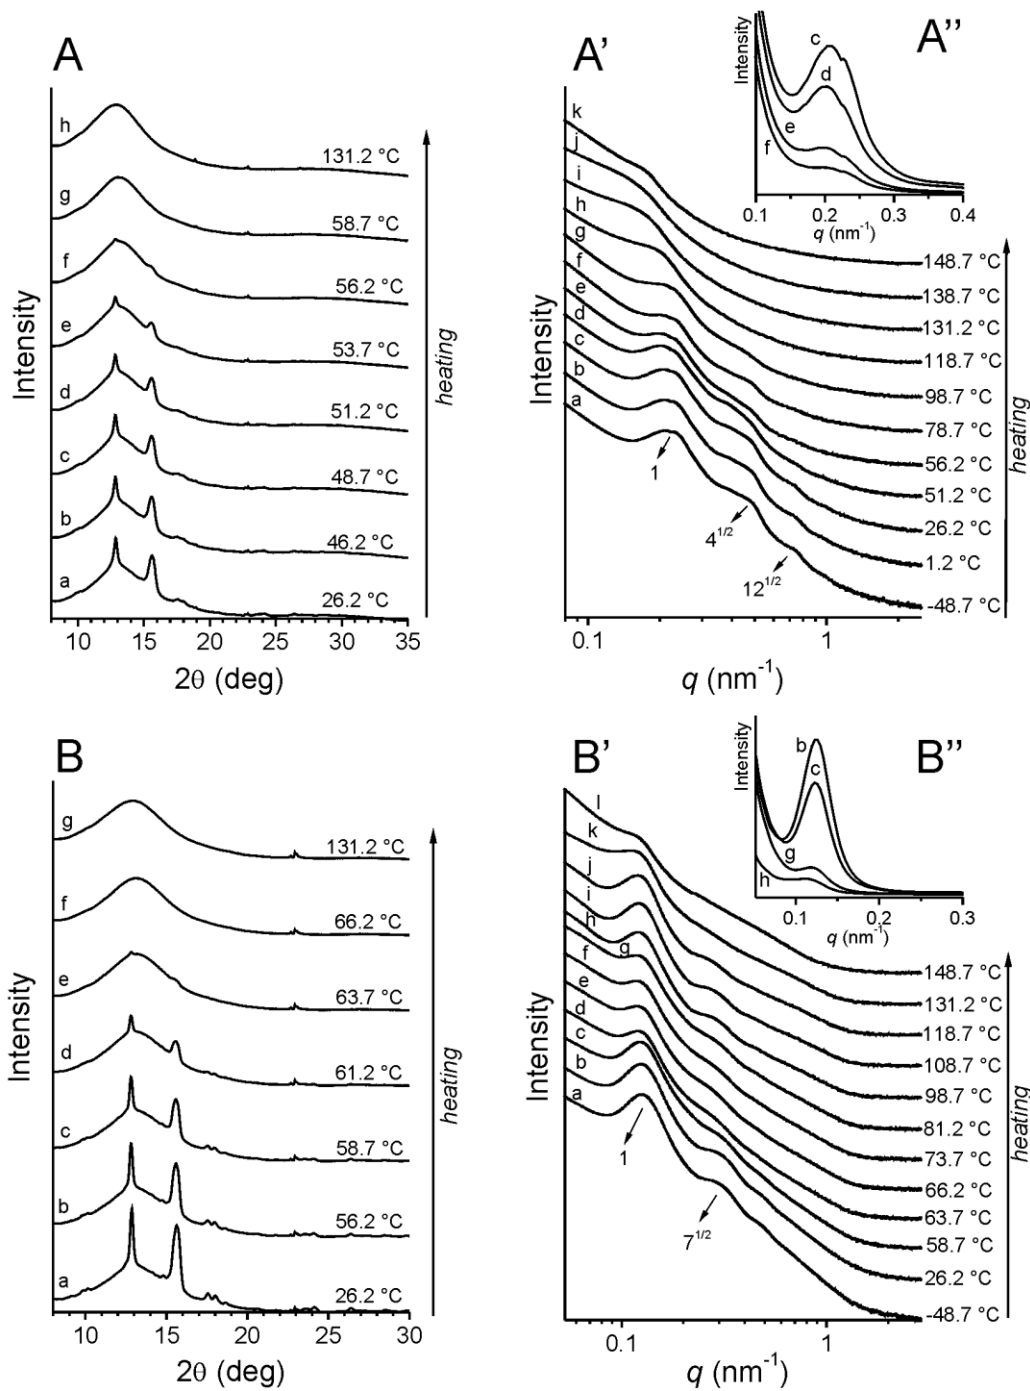 A
Intensity
h
131.2 °C
g
58.7 °C
f
56.2 °C
e
53.7 °C
d
51.2 °C
c
48.7 °C
b
46.2 °C
a
26.2 °C
heating
10 15 20 25 30 35
2θ (deg)
A'
Intensity
k
j
i
h
g
f
e
d
c
b
a
148.7 °C
138.7 °C
131.2 °C
118.7 °C
98.7 °C
78.7 °C
56.2 °C
51.2 °C
26.2 °C
1.2 °C
-48.7 °C
1
4^1/2
12^1/2
heating
0.1 1
q (nm⁻¹)
A"
Intensity
c
d
e
f
0.1 0.2 0.3 0.4
q (nm⁻¹)
B
Intensity
g
131.2 °C
f
66.2 °C
e
63.7 °C
d
61.2 °C
c
58.7 °C
b
56.2 °C
a
26.2 °C
heating
10 15 20 25 30
2θ (deg)
B'
Intensity
l
k
j
i
h
g
f
e
d
c
b
a
148.7 °C
131.2 °C
118.7 °C
108.7 °C
98.7 °C
81.2 °C
73.7 °C
66.2 °C
63.7 °C
58.7 °C
26.2 °C
-48.7 °C
1
7^1/2
heating
0.1 1
q (nm⁻¹)
B"
Intensity
b
c
g
h
0.1 0.2 0.3
q (nm⁻¹)